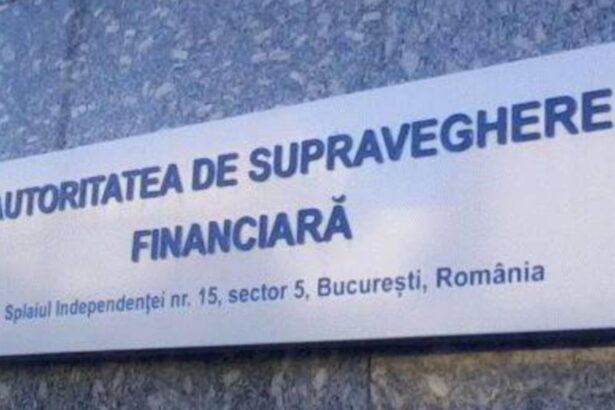 AUTORITATEA DE SUPRAVEGHERE
FINANCIARĂ
Splaiul Independenței nr. 15, sector 5, București, România